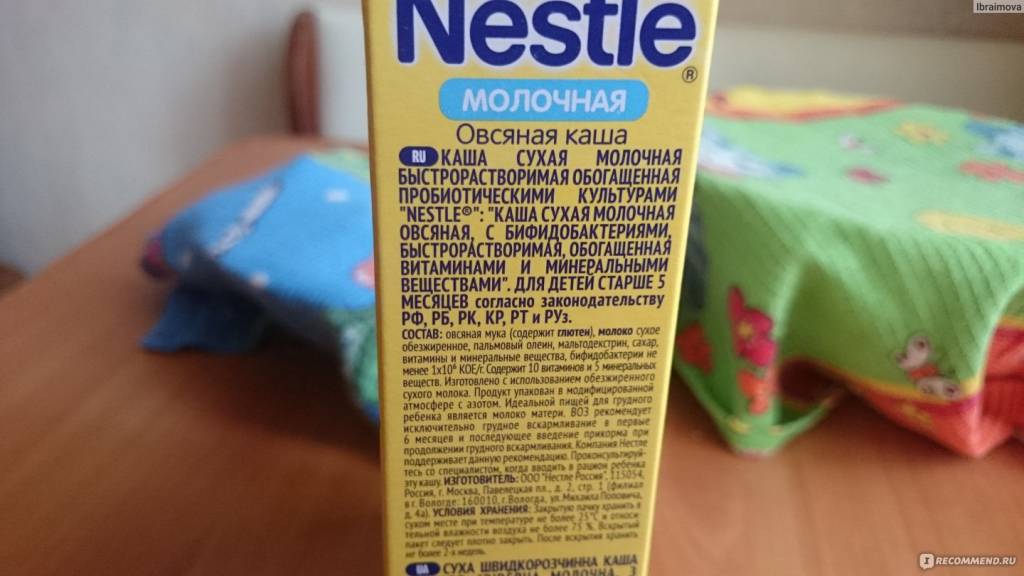 Ibraimova
Nestlé
®
МОЛОЧНАЯ
Овсяная каша
RU КАША СУХАЯ МОЛОЧНАЯ
БЫСТРОРАСТВОРИМАЯ ОБОГАЩЕННАЯ
ПРОБИОТИЧЕСКИМИ КУЛЬТУРАМИ
"NESTLE®": "КАША СУХАЯ МОЛОЧНАЯ
ОВСЯНАЯ, С БИФИДОБАКТЕРИЯМИ,
БЫСТРОРАСТВОРИМАЯ, ОБОГАЩЕННАЯ
ВИТАМИНАМИ И МИНЕРАЛЬНЫМИ
ВЕЩЕСТВАМИ". ДЛЯ ДЕТЕЙ СТАРШЕ 5
МЕСЯЦЕВ согласно законодательству
РФ, РБ, РК, КР, РТ и РУз.
СОСТАВ: овсяная мука (содержит глютен), молоко сухое
обезжиренное, пальмовый олеин, мальтодекстрин, сахар,
витамины и минеральные вещества, бифидобактерии не
менее 1x10⁶ КОЕ/г. Содержит 10 витаминов и 5 минеральных
веществ. Изготовлено с использованием обезжиренного
сухого молока. Продукт упакован в модифицированной
атмосфере с азотом. Идеальной пищей для грудного
ребенка является молоко матери. ВОЗ рекомендует
исключительно грудное вскармливание в первые
6 месяцев и последующее введение прикорма при
продолжении грудного вскармливания. Компания Нестле
поддерживает данную рекомендацию. Проконсультируй-
тесь со специалистом, когда вводить в рацион ребенка
эту кашу. ИЗГОТОВИТЕЛЬ: ООО "Нестле Россия", 115054,
Россия, г. Москва, Павелецкая пл., д. 2, стр. 1 (филиал
в г. Вологде: 160010, г. Вологда, ул. Михаила Поповича,
д. 4а). УСЛОВИЯ ХРАНЕНИЯ: Закрытую пачку хранить в
сухом месте при температуре не более 25°С и относи-
тельной влажности воздуха не более 75 %. Вскрытый
пакет следует плотно закрыть. После вскрытия хранить
не более 2-х недель.
UA СУХА ШВИДКОРОЗЧИННА КАША
МОЛОЧНА З
IRECOMMEND.RU